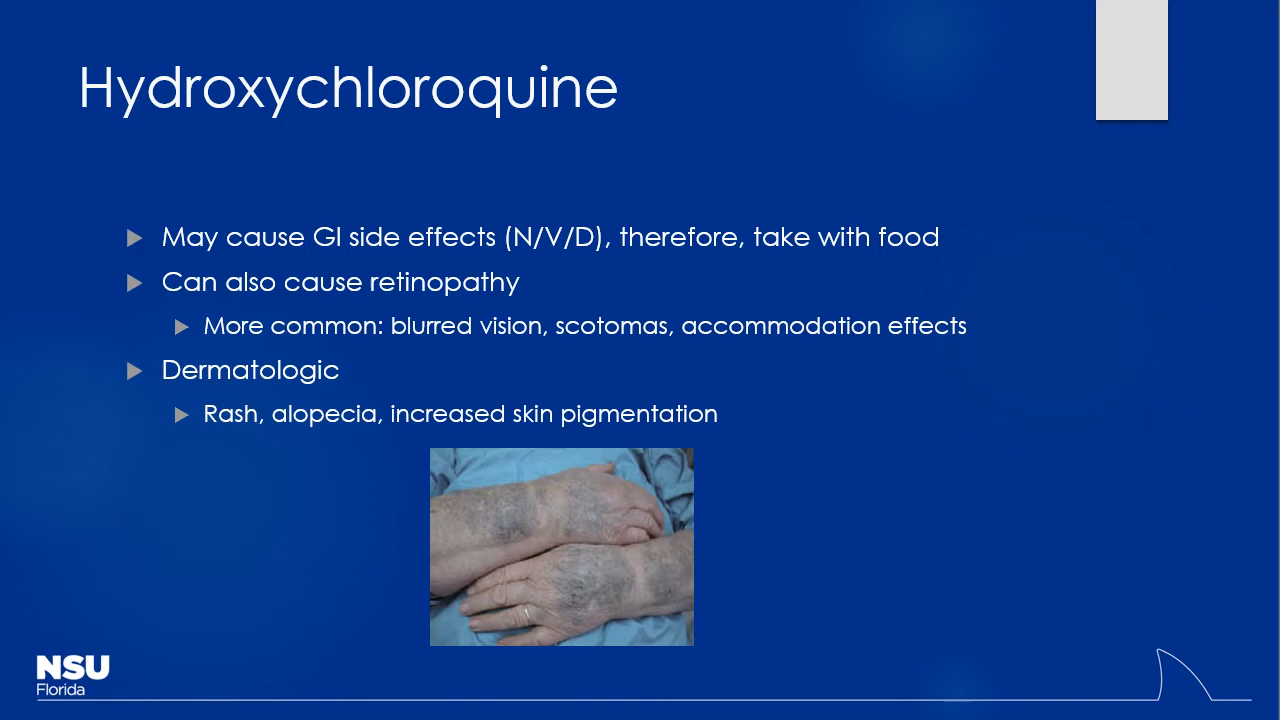 Hydroxychloroquine
May cause GI side effects (N/V/D), therefore, take with food
Can also cause retinopathy
More common: blurred vision, scotomas, accommodation effects
Dermatologic
Rash, alopecia, increased skin pigmentation
NSU
Florida